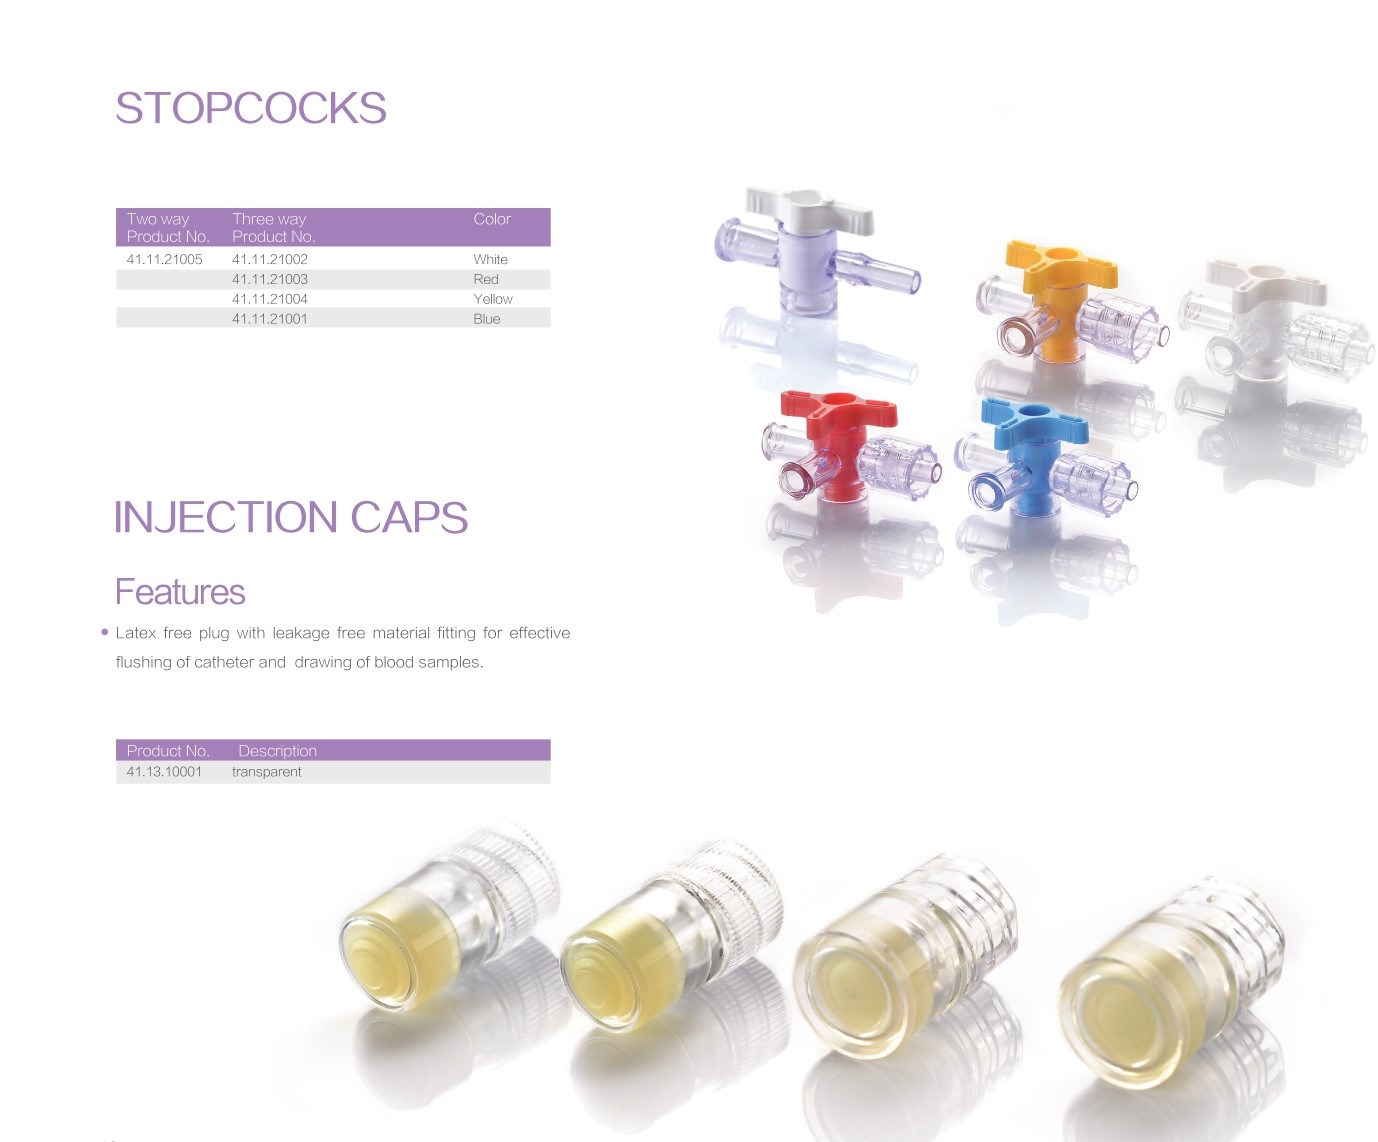 STOPCOCKS
Two way Three way Color
Product No. Product No.
41.11.21005 41.11.21002 White
41.11.21003 Red
41.11.21004 Yellow
41.11.21001 Blue
INJECTION CAPS
Features
• Latex free plug with leakage free material fitting for effective
flushing of catheter and drawing of blood samples.
Product No. Description
41.13.10001 transparent